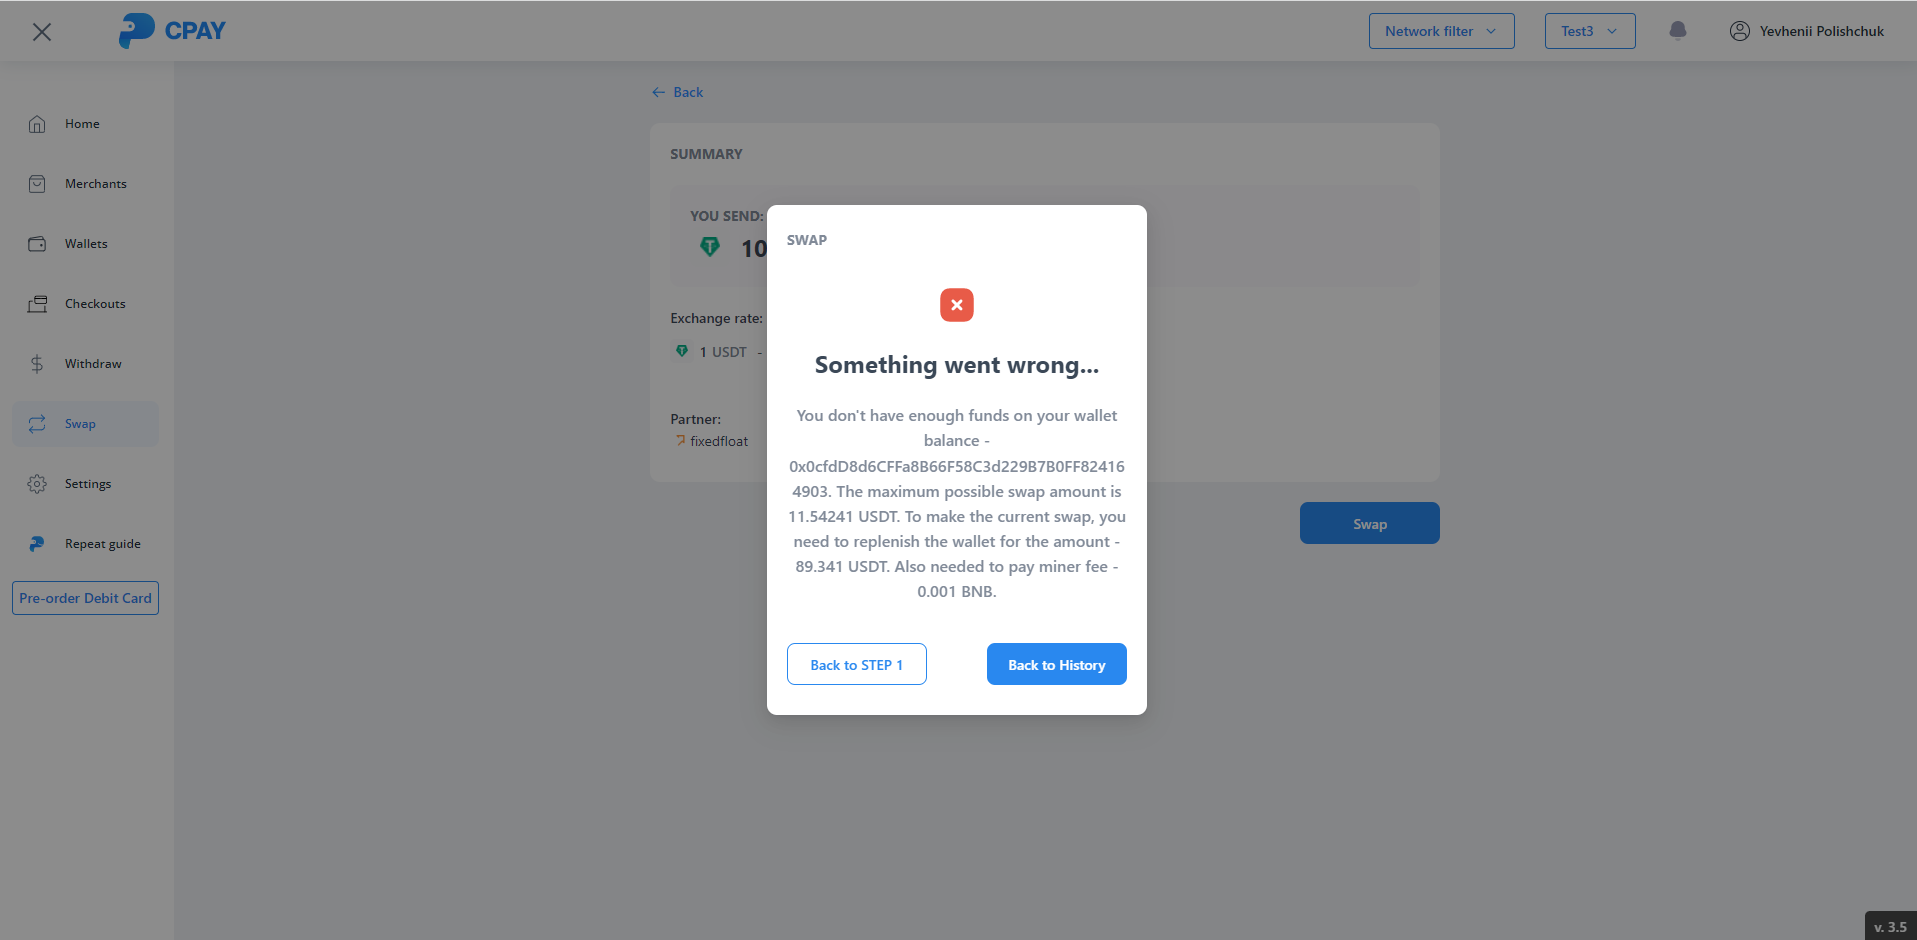 CPAY
Network filter
Test3
Yevhenii Polishchuk
Home
Merchants
Wallets
Checkouts
Withdraw
Swap
Settings
Repeat guide
Pre-order Debit Card
Back
SUMMARY
YOU SEND:
10
Exchange rate:
1 USDT -
Partner:
fixedfloat
Swap
SWAP
Something went wrong...
You don't have enough funds on your wallet
balance -
0x0cfdD8d6CFFa8B66F58C3d229B7B0FF82416
4903. The maximum possible swap amount is
11.54241 USDT. To make the current swap, you
need to replenish the wallet for the amount -
89.341 USDT. Also needed to pay miner fee -
0.001 BNB.
Back to STEP 1
Back to History
v. 3.5